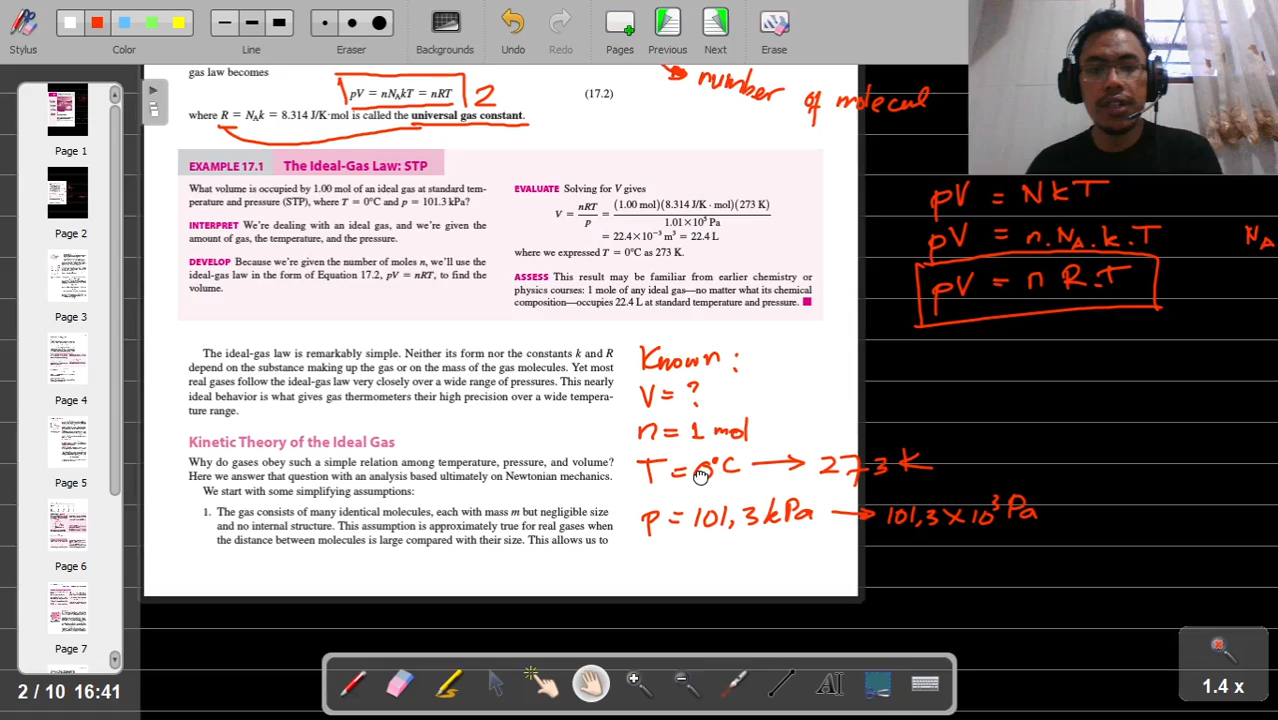 Stylus
Color
Line
Eraser
Backgrounds
Undo
Redo
Pages
Previous
Next
Erase
Page 1
Page 2
Page 3
Page 4
Page 5
Page 6
Page 7
gas law becomes
pV = nNAkT = nRT 2 (17.2)
where R = NAk = 8.314 J/K·mol is called the universal gas constant.
number of molecul
EXAMPLE 17.1 The Ideal-Gas Law: STP
What volume is occupied by 1.00 mol of an ideal gas at standard tem-
perature and pressure (STP), where T = 0°C and p = 101.3 kPa?
INTERPRET We're dealing with an ideal gas, and we're given the
amount of gas, the temperature, and the pressure.
DEVELOP Because we're given the number of moles n, we'll use the
ideal-gas law in the form of Equation 17.2, pV = nRT, to find the
volume.
EVALUATE Solving for V gives
V = nRT/p = (1.00 mol)(8.314 J/K · mol)(273 K)/1.01×10⁵ Pa
= 22.4×10⁻³ m³ = 22.4 L
where we expressed T = 0°C as 273 K.
ASSESS This result may be familiar from earlier chemistry or
physics courses: 1 mole of any ideal gas—no matter what its chemical
composition—occupies 22.4 L at standard temperature and pressure.
pV = NkT
pV = n.NA.k.T NA
pV = n R.T
The ideal-gas law is remarkably simple. Neither its form nor the constants k and R
depend on the substance making up the gas or on the mass of the gas molecules. Yet most
real gases follow the ideal-gas law very closely over a wide range of pressures. This nearly
ideal behavior is what gives gas thermometers their high precision over a wide tempera-
ture range.
Kinetic Theory of the Ideal Gas
Why do gases obey such a simple relation among temperature, pressure, and volume?
Here we answer that question with an analysis based ultimately on Newtonian mechanics.
We start with some simplifying assumptions:
1. The gas consists of many identical molecules, each with mass m but negligible size
and no internal structure. This assumption is approximately true for real gases when
the distance between molecules is large compared with their size. This allows us to
Known :
V = ?
n = 1 mol
T = 0°C → 273 K
p = 101,3 kPa → 101,3 × 10³ Pa
2 / 10 16:41
1.4 x